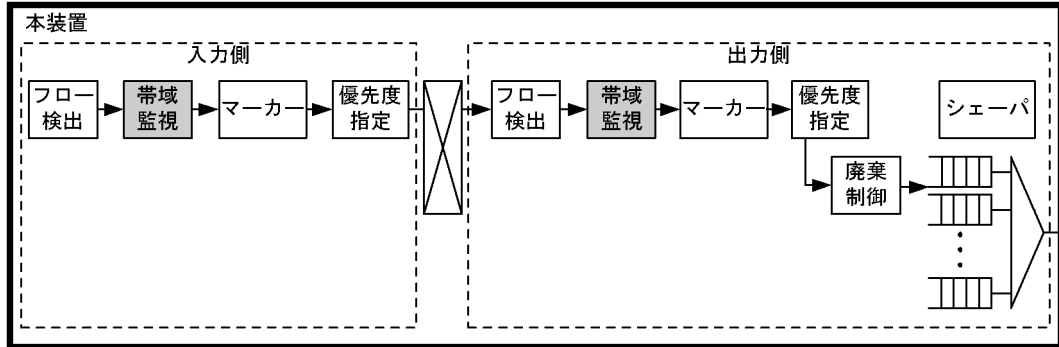 本装置
入力側
フロー
検出
帯域
監視
マーカー
優先度
指定
出力側
フロー
検出
帯域
監視
マーカー
優先度
指定
シェーパ
廃棄
制御